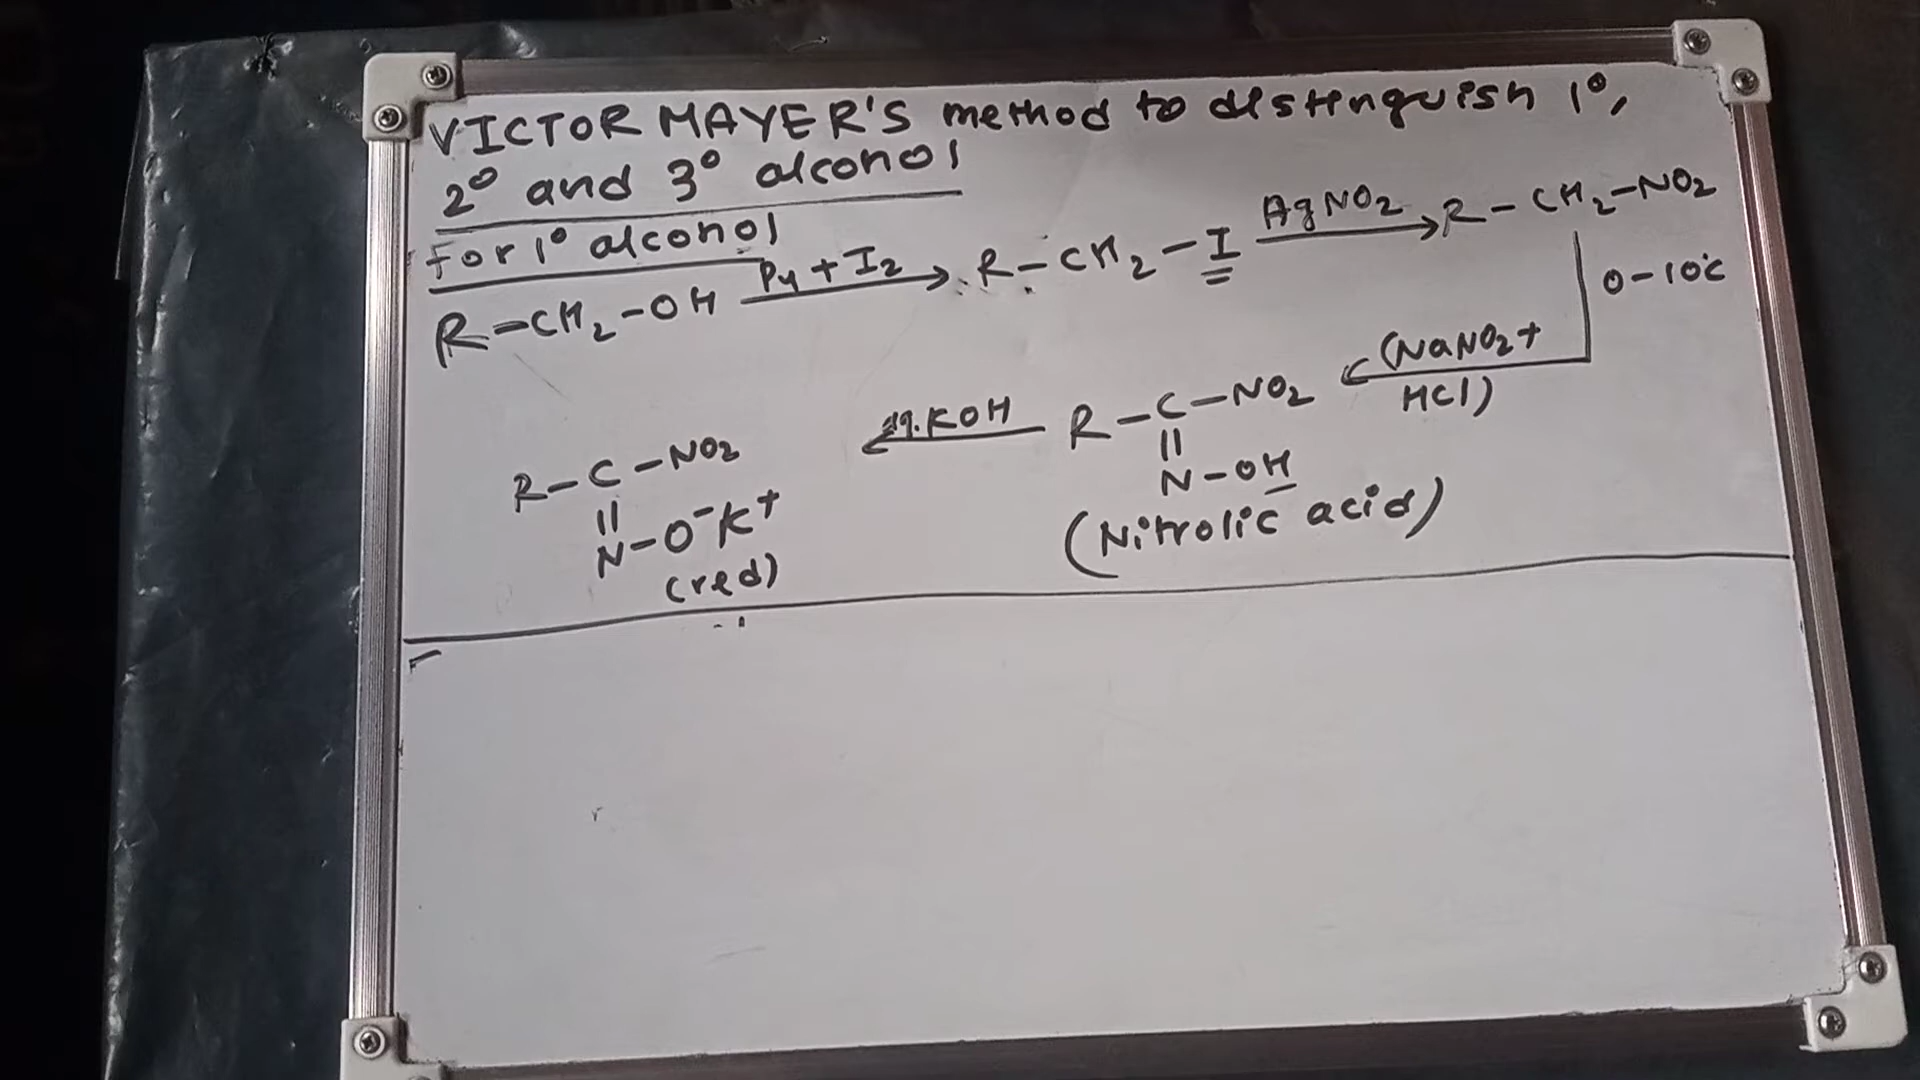 VICTOR MAYER'S method to distinguish 1°,
2° and 3° alcohol
For 1° alcohol
R-CH₂-OH P4+I2 → R-CH₂-I AgNO2 → R-CH₂-NO2
0-10°C
(NaNO2+
HCl)
R-C-NO2
||
N-OH
(Nitrolic acid)
aq.KOH
R-C-NO2
||
N-O⁻K⁺
(red)